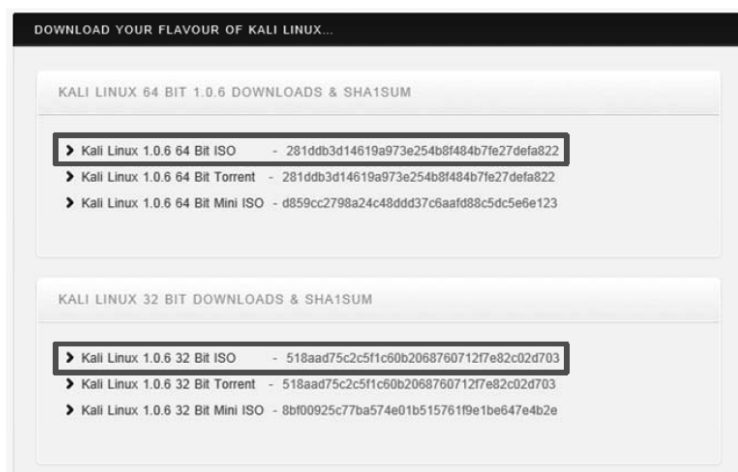 DOWNLOAD YOUR FLAVOUR OF KALI LINUX...
KALI LINUX 64 BIT 1.0.6 DOWNLOADS & SHA1SUM
Kali Linux 1.0.6 64 Bit ISO - 281ddb3d14619a973e254b8f484b7fe27defa822
Kali Linux 1.0.6 64 Bit Torrent - 281ddb3d14619a973e254b8f484b7fe27defa822
Kali Linux 1.0.6 64 Bit Mini ISO - d859cc2798a24c48ddd37c6aafd88c5dc5e6e123
KALI LINUX 32 BIT DOWNLOADS & SHA1SUM
Kali Linux 1.0.6 32 Bit ISO - 518aad75c2c5f1c60b2068760712f7e82c02d703
Kali Linux 1.0.6 32 Bit Torrent - 518aad75c2c5f1c60b2068760712f7e82c02d703
Kali Linux 1.0.6 32 Bit Mini ISO - 8bf00925c77ba574e01b515761f9e1be647e4b2e